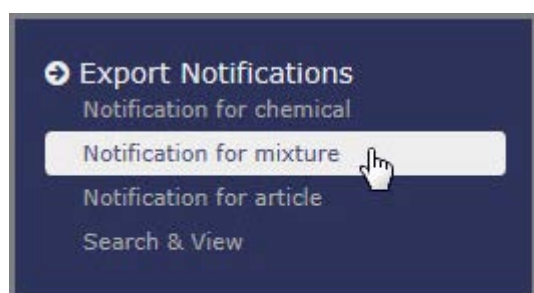 Export Notifications
Notification for chemical
Notification for mixture
Notification for article
Search & View